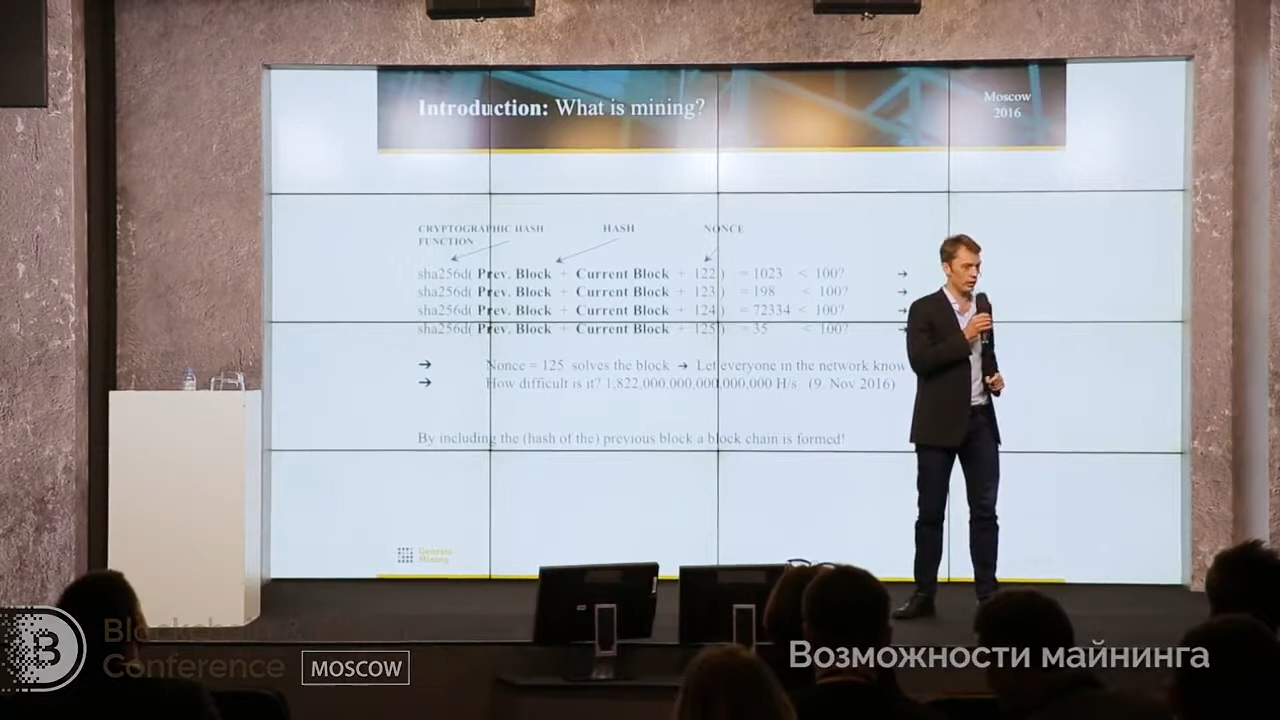 Introduction: What is mining?
Moscow
2016
CRYPTOGRAPHIC HASH
FUNCTION
HASH
NONCE
sha256d( Prev. Block + Current Block + 122 ) = 1023 < 100? →
sha256d( Prev. Block + Current Block + 123 ) = 198 < 100? →
sha256d( Prev. Block + Current Block + 124 ) = 72334 < 100? →
sha256d( Prev. Block + Current Block + 125 ) = 35 < 100? →
→ Nonce = 125 solves the block → Let everyone in the network know
→ How difficult is it? 1,822,000,000,000,000,000 H/s (9. Nov 2016)
By including the (hash of the) previous block a block chain is formed!
Genesis
Mining
B
Blockchain &
Conference
MOSCOW
Возможности майнинга